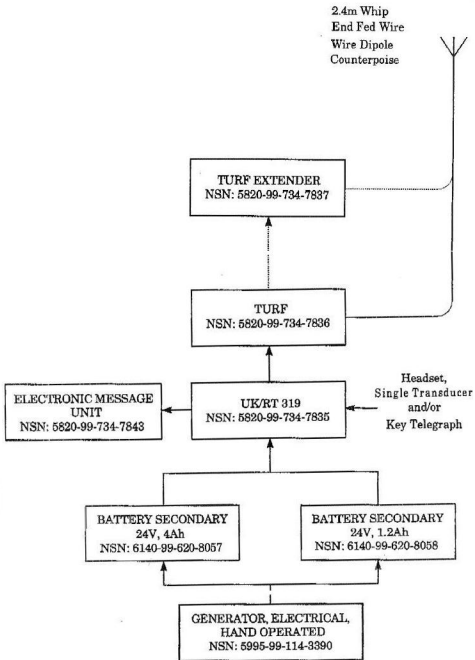 2.4m Whip
End Fed Wire
Wire Dipole
Counterpoise
TURF EXTENDER
NSN: 5820-99-734-7837
TURF
NSN: 5820-99-734-7836
ELECTRONIC MESSAGE
UNIT
NSN: 5820-99-734-7843
UK/RT 319
NSN: 5820-99-734-7835
Headset,
Single Transducer
and/or
Key Telegraph
BATTERY SECONDARY
24V, 4Ah
NSN: 6140-99-620-8057
BATTERY SECONDARY
24V, 1.2Ah
NSN: 6140-99-620-8058
GENERATOR, ELECTRICAL,
HAND OPERATED
NSN: 5995-99-114-3390